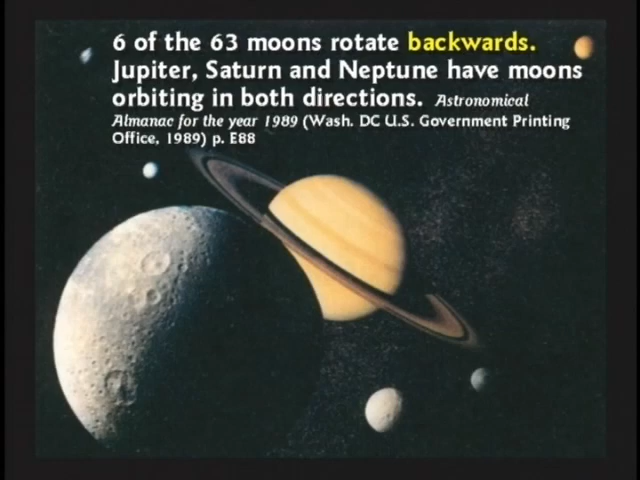 6 of the 63 moons rotate backwards.
Jupiter, Saturn and Neptune have moons
orbiting in both directions. Astronomical
Almanac for the year 1989 (Wash. DC U.S. Government Printing
Office, 1989) p. E88